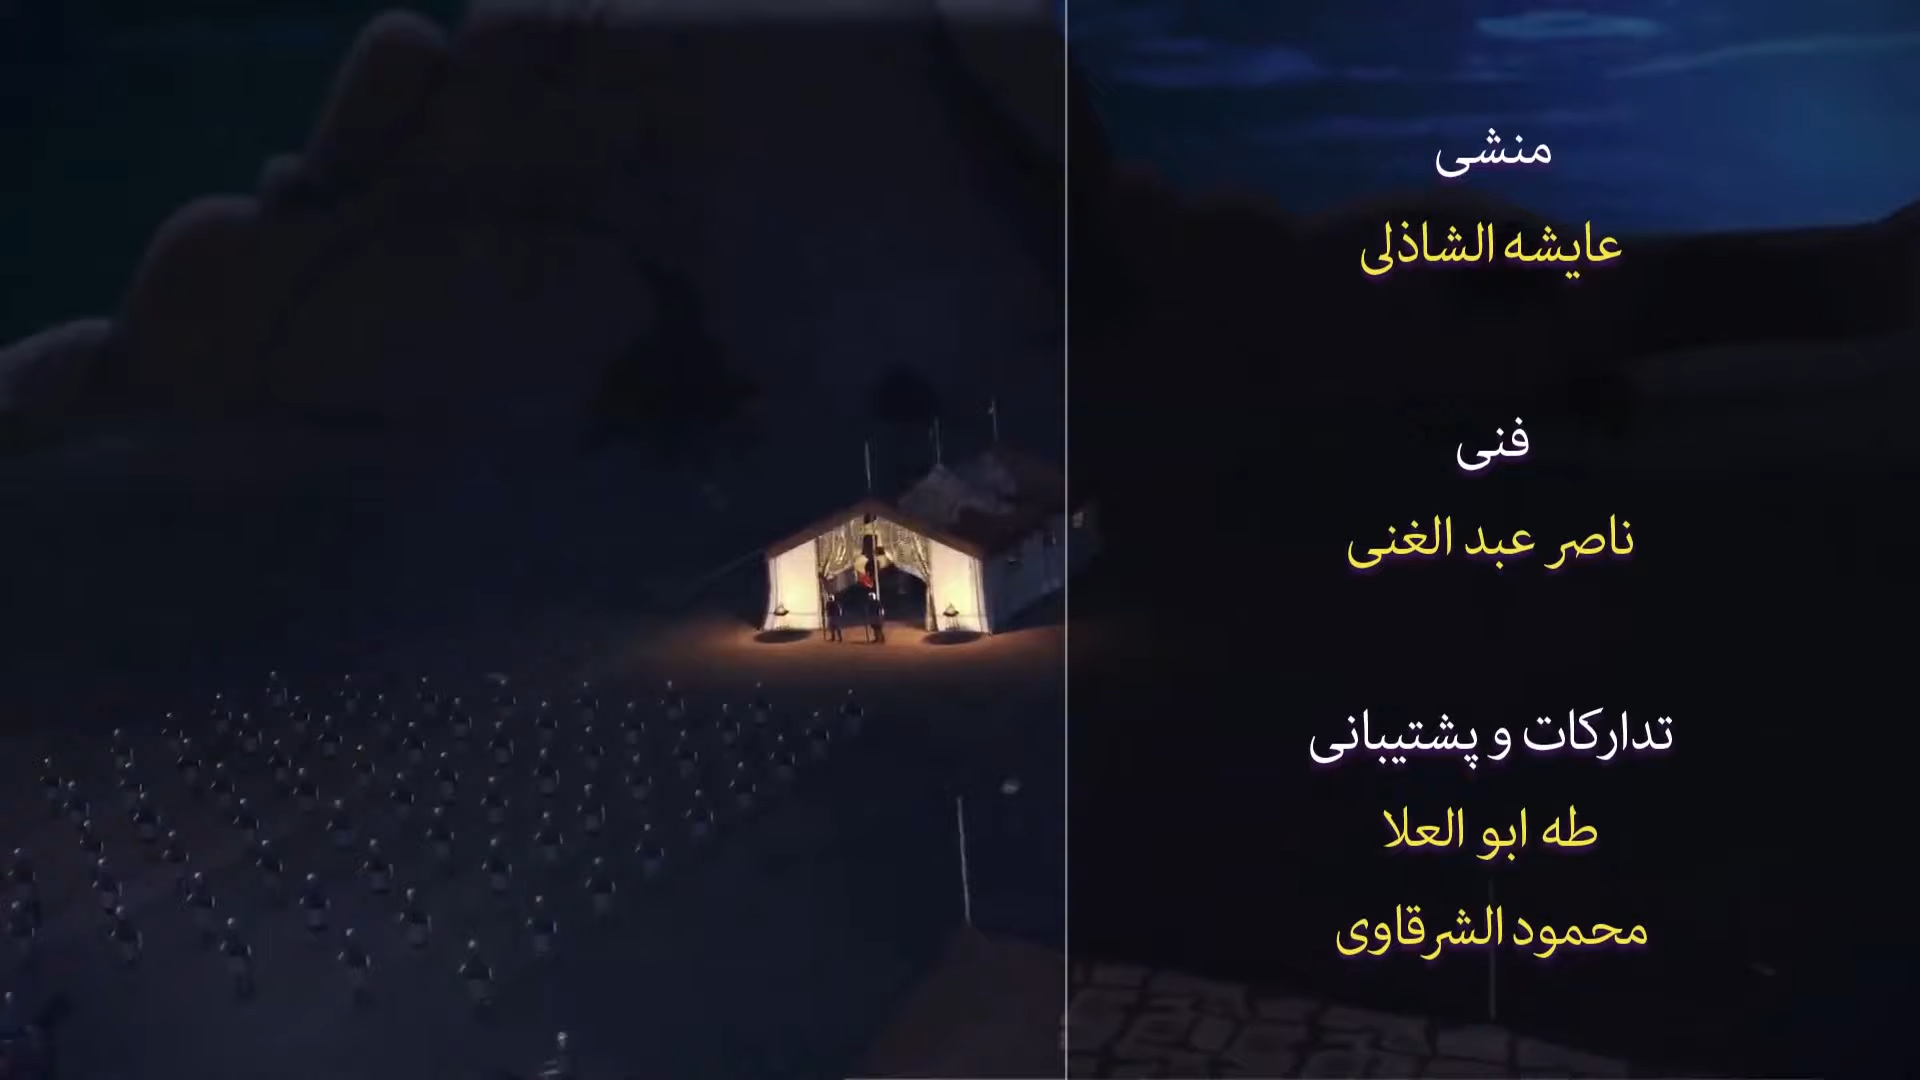 منشی
عایشه الشاذلی
فنی
ناصر عبد الغنی
تدارکات و پشتیبانی
طه ابو العلا
محمود الشرقاوی